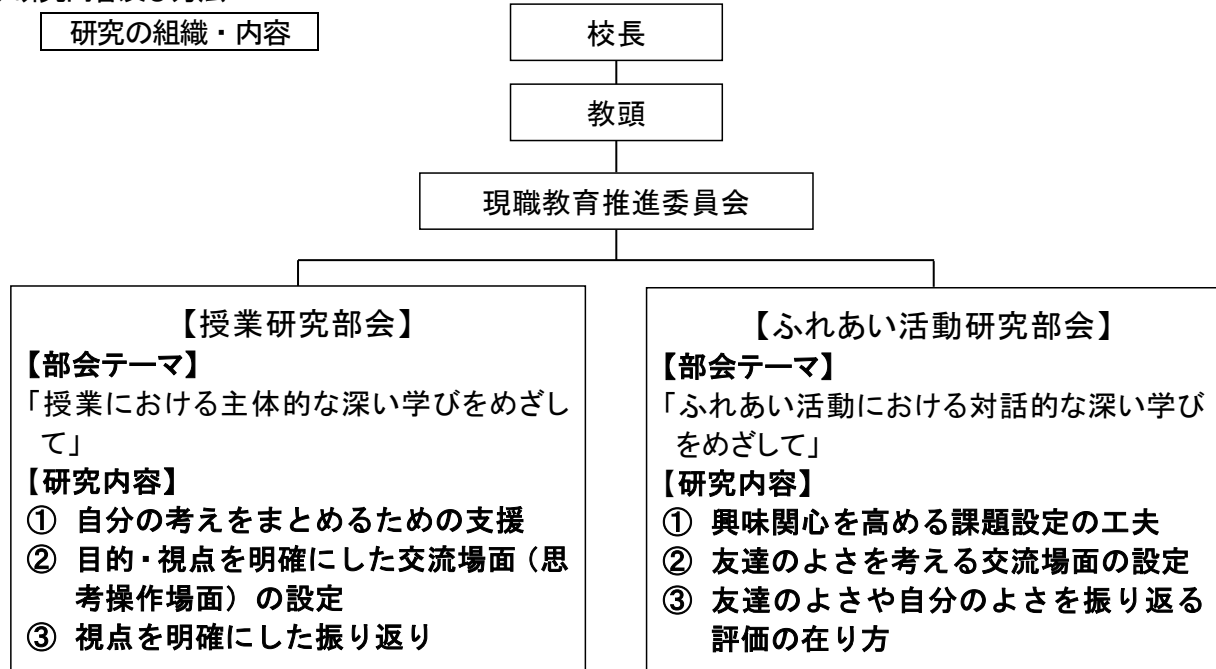 研究の組織・内容
校長
教頭
現職教育推進委員会
【授業研究部会】
【部会テーマ】
「授業における主体的な深い学びをめざし
て」
【研究内容】
① 自分の考えをまとめるための支援
② 目的・視点を明確にした交流場面（思
考操作場面）の設定
③ 視点を明確にした振り返り
【ふれあい活動研究部会】
【部会テーマ】
「ふれあい活動における対話的な深い学び
をめざして」
【研究内容】
① 興味関心を高める課題設定の工夫
② 友達のよさを考える交流場面の設定
③ 友達のよさや自分のよさを振り返る
評価の在り方